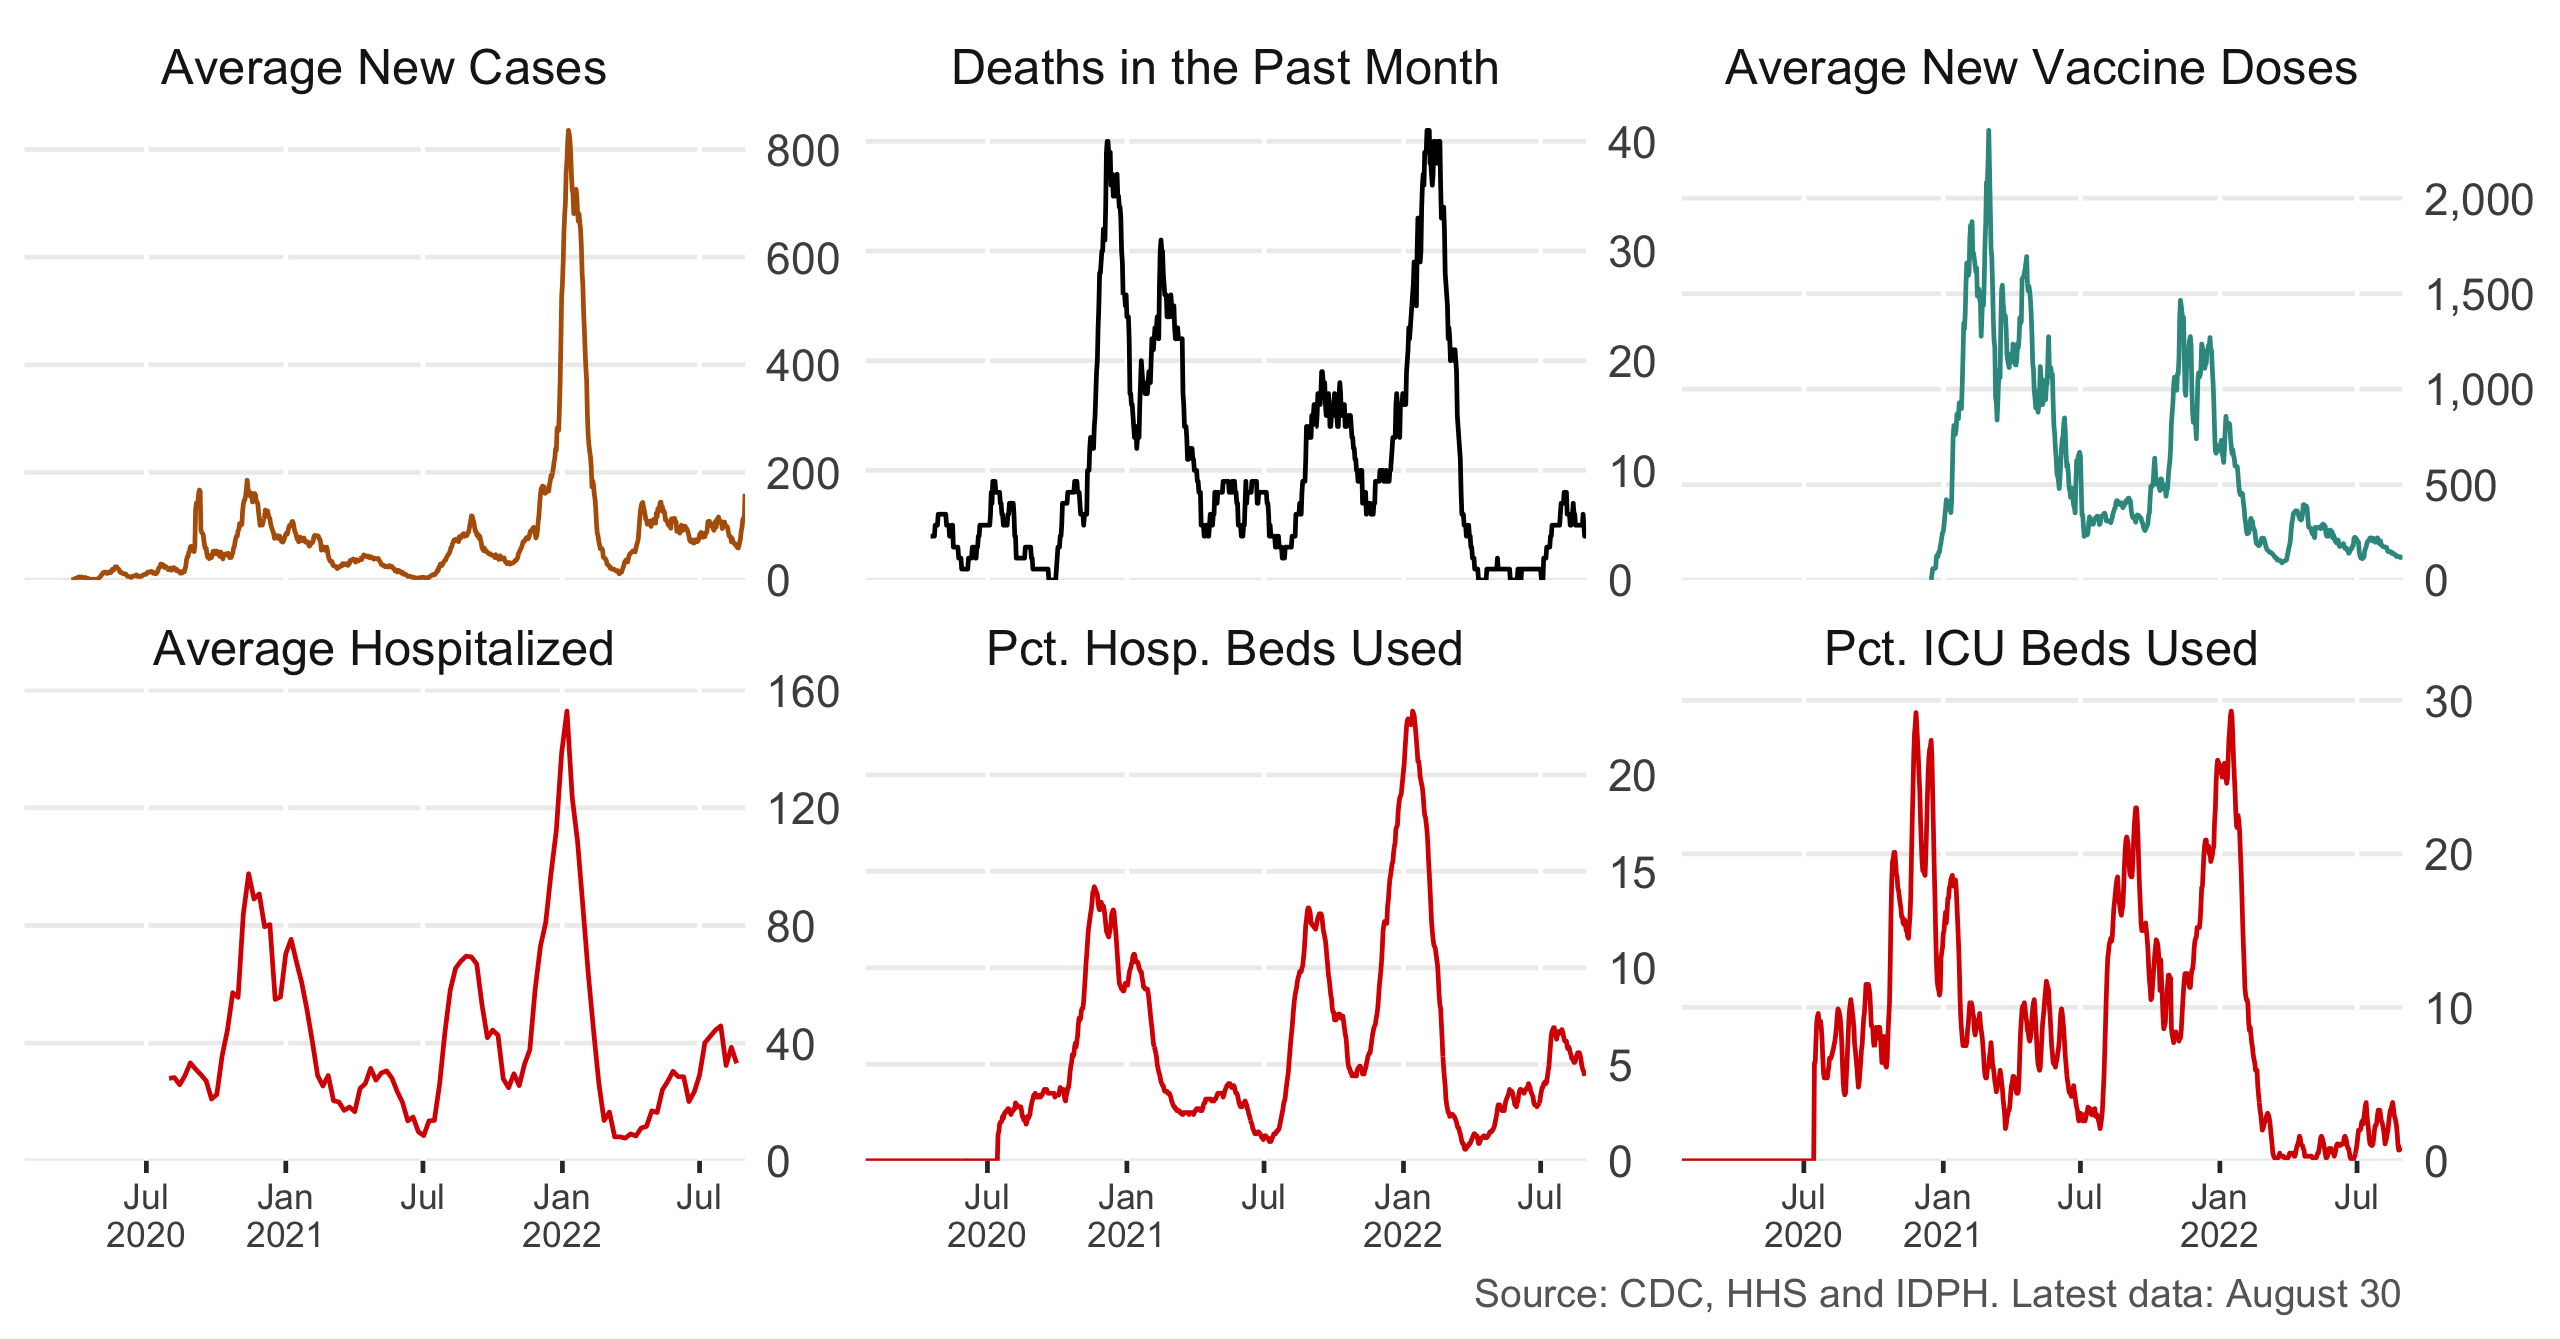 Average New Cases
800
600
400
200
0
Deaths in the Past Month
40
30
20
10
0
Average New Vaccine Doses
2,000
1,500
1,000
500
0
Average Hospitalized
160
120
80
40
0
Jul
2020
Jan
2021
Jul
Jan
2022
Jul
Pct. Hosp. Beds Used
20
15
10
5
0
Jul
2020
Jan
2021
Jul
Jan
2022
Jul
Pct. ICU Beds Used
30
20
10
0
Jul
2020
Jan
2021
Jul
Jan
2022
Jul
Source: CDC, HHS and IDPH. Latest data: August 30